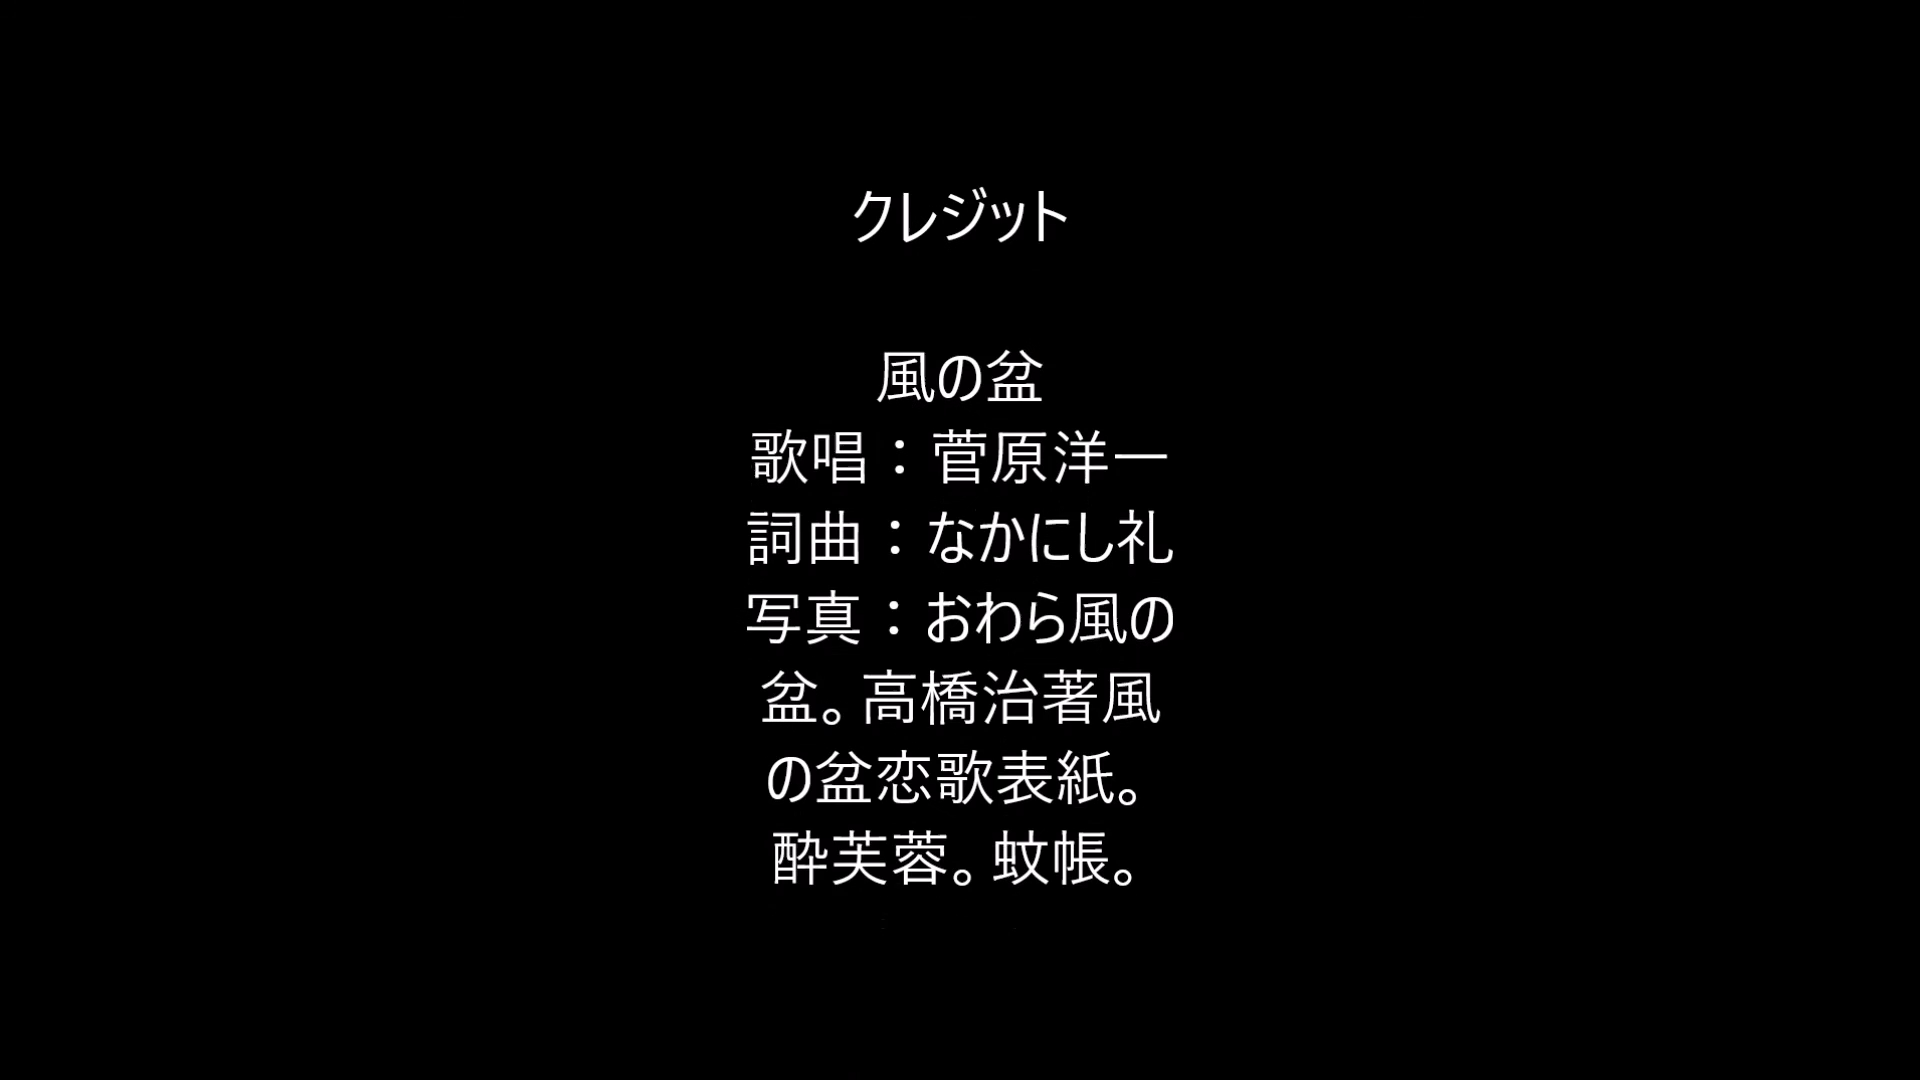 クレジット
風の盆
歌唱：菅原洋一
詞曲：なかにし礼
写真：おわら風の
盆。高橋治著風
の盆恋歌表紙。
酔芙蓉。蚊帳。